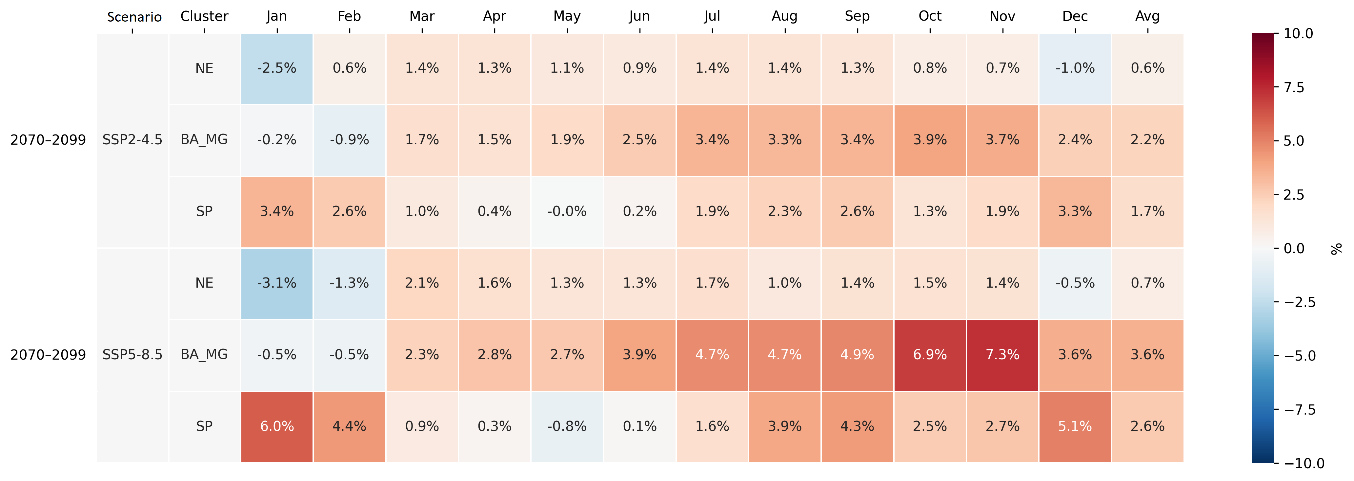 Scenario Cluster Jan Feb Mar Apr May Jun Jul Aug Sep Oct Nov Dec Avg
NE -2.5% 0.6% 1.4% 1.3% 1.1% 0.9% 1.4% 1.4% 1.3% 0.8% 0.7% -1.0% 0.6%
2070–2099 SSP2-4.5 BA_MG -0.2% -0.9% 1.7% 1.5% 1.9% 2.5% 3.4% 3.3% 3.4% 3.9% 3.7% 2.4% 2.2%
SP 3.4% 2.6% 1.0% 0.4% -0.0% 0.2% 1.9% 2.3% 2.6% 1.3% 1.9% 3.3% 1.7%
NE -3.1% -1.3% 2.1% 1.6% 1.3% 1.3% 1.7% 1.0% 1.4% 1.5% 1.4% -0.5% 0.7%
2070–2099 SSP5-8.5 BA_MG -0.5% -0.5% 2.3% 2.8% 2.7% 3.9% 4.7% 4.7% 4.9% 6.9% 7.3% 3.6% 3.6%
SP 6.0% 4.4% 0.9% 0.3% -0.8% 0.1% 1.6% 3.9% 4.3% 2.5% 2.7% 5.1% 2.6%
10.0
7.5
5.0
2.5
0.0
−2.5
−5.0
−7.5
−10.0
%